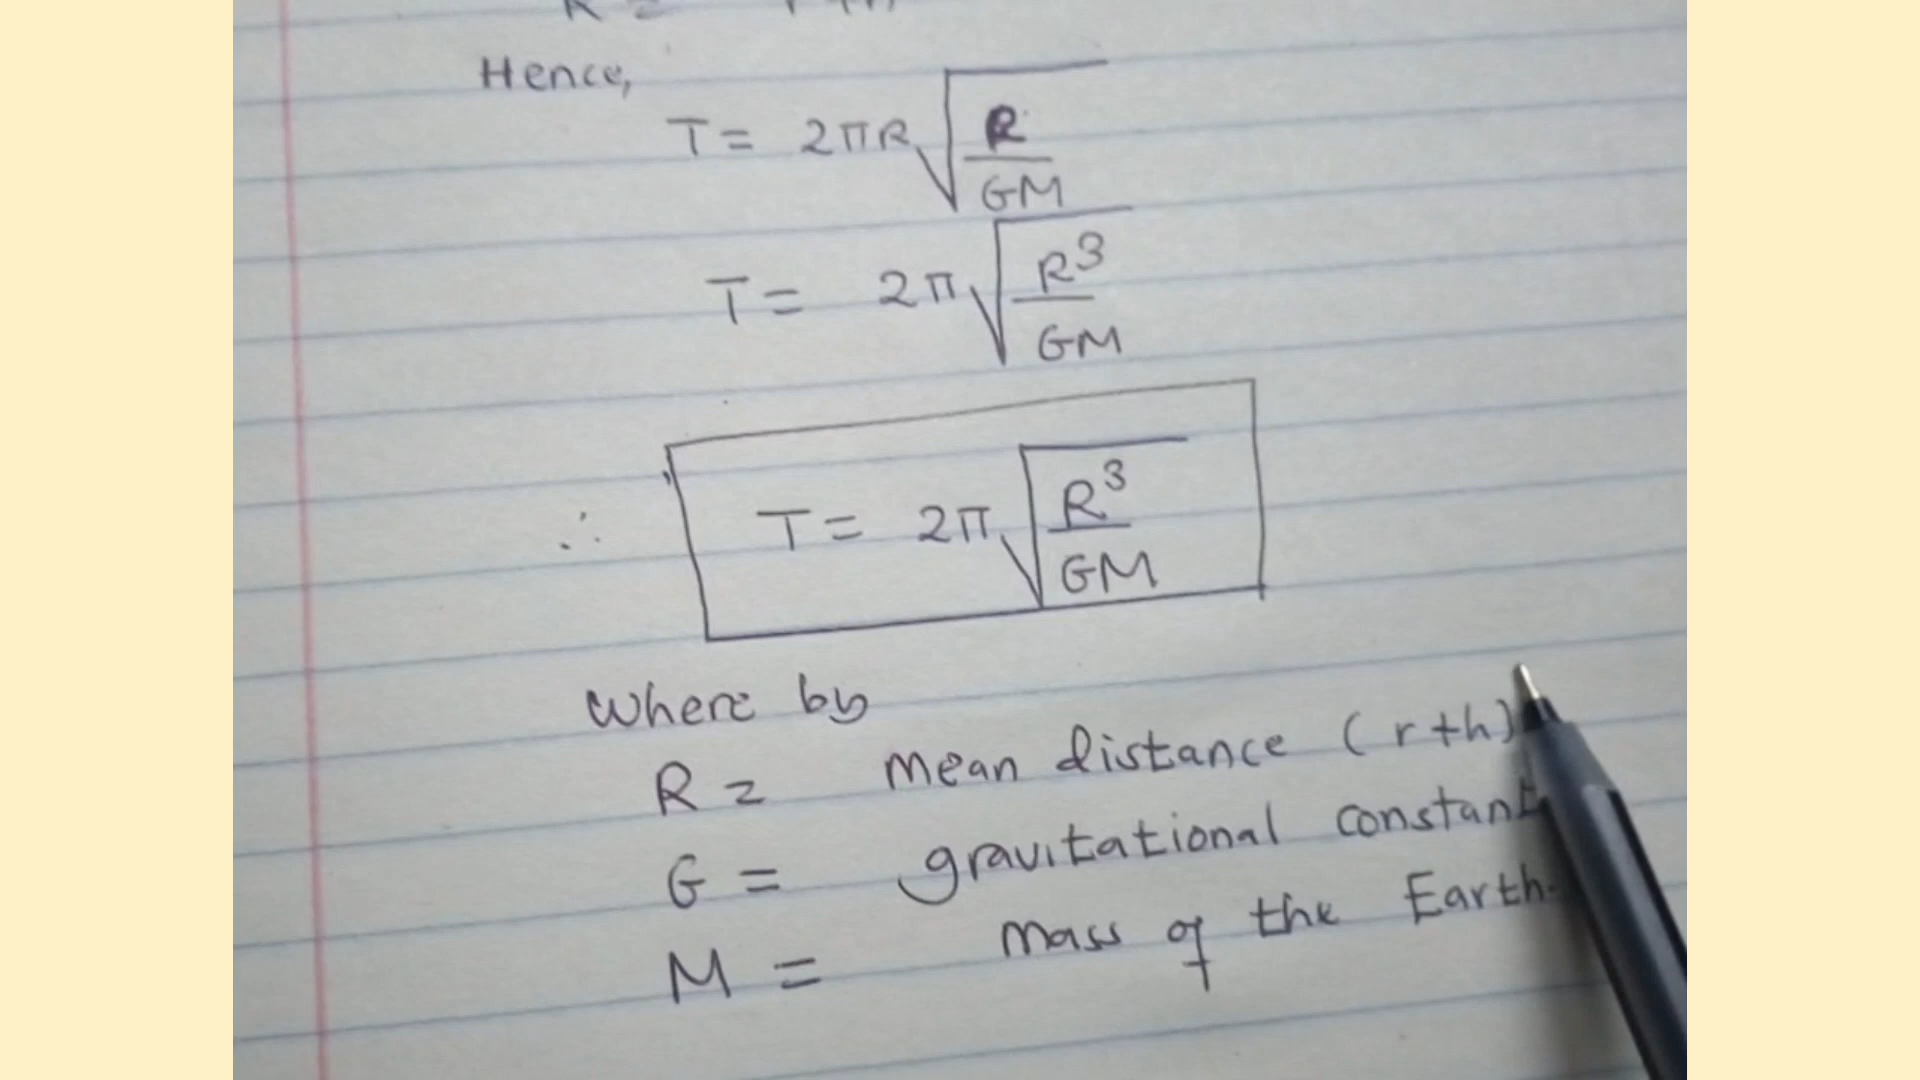 Hence,
T = 2πR √(R/GM)
T = 2π √(R³/GM)
∴ T = 2π √(R³/GM)
Where by
R = mean distance (r+h)
G = gravitational constant
M = mass of the Earth.